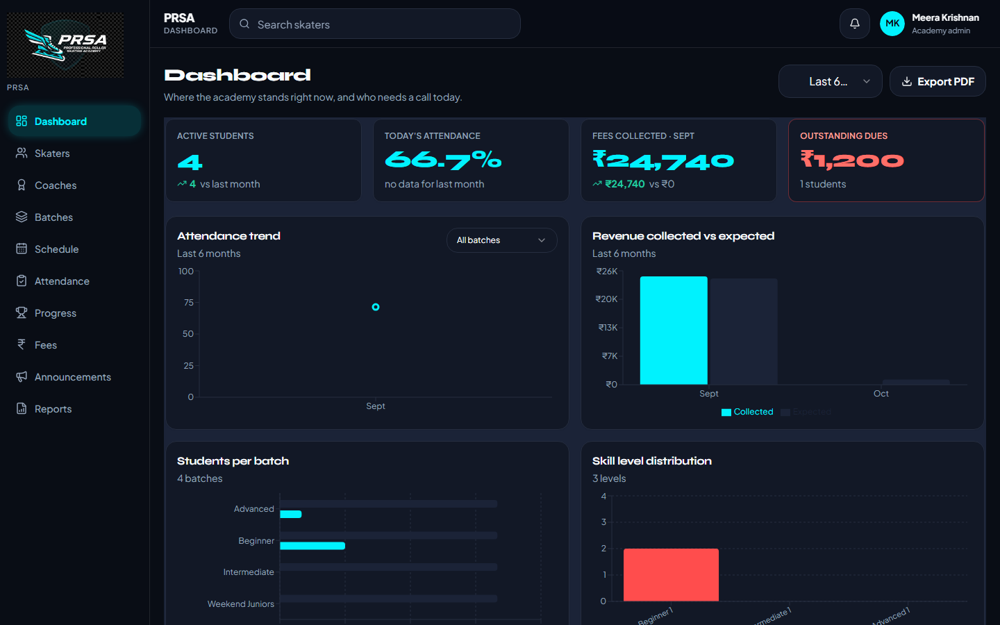 PRSA
PROFESSIONAL ROLLER
SKATING ACADEMY
PRSA
Dashboard
Skaters
Coaches
Batches
Schedule
Attendance
Progress
Fees
Announcements
Reports
PRSA
DASHBOARD
Search skaters
MK
Meera Krishnan
Academy admin
Dashboard
Where the academy stands right now, and who needs a call today.
Last 6...
Export PDF
ACTIVE STUDENTS
4
4 vs last month
TODAY'S ATTENDANCE
66.7%
no data for last month
FEES COLLECTED · SEPT
₹24,740
₹24,740 vs ₹0
OUTSTANDING DUES
₹1,200
1 students
Attendance trend
Last 6 months
All batches
100
75
50
25
0
Sept
Revenue collected vs expected
Last 6 months
₹26K
₹20K
₹13K
₹7K
₹0
Sept
Oct
Collected
Expected
Students per batch
4 batches
Advanced
Beginner
Intermediate
Weekend Juniors
Skill level distribution
3 levels
4
3
2
1
0
Beginner 1
rmediate 1
Advanced 1